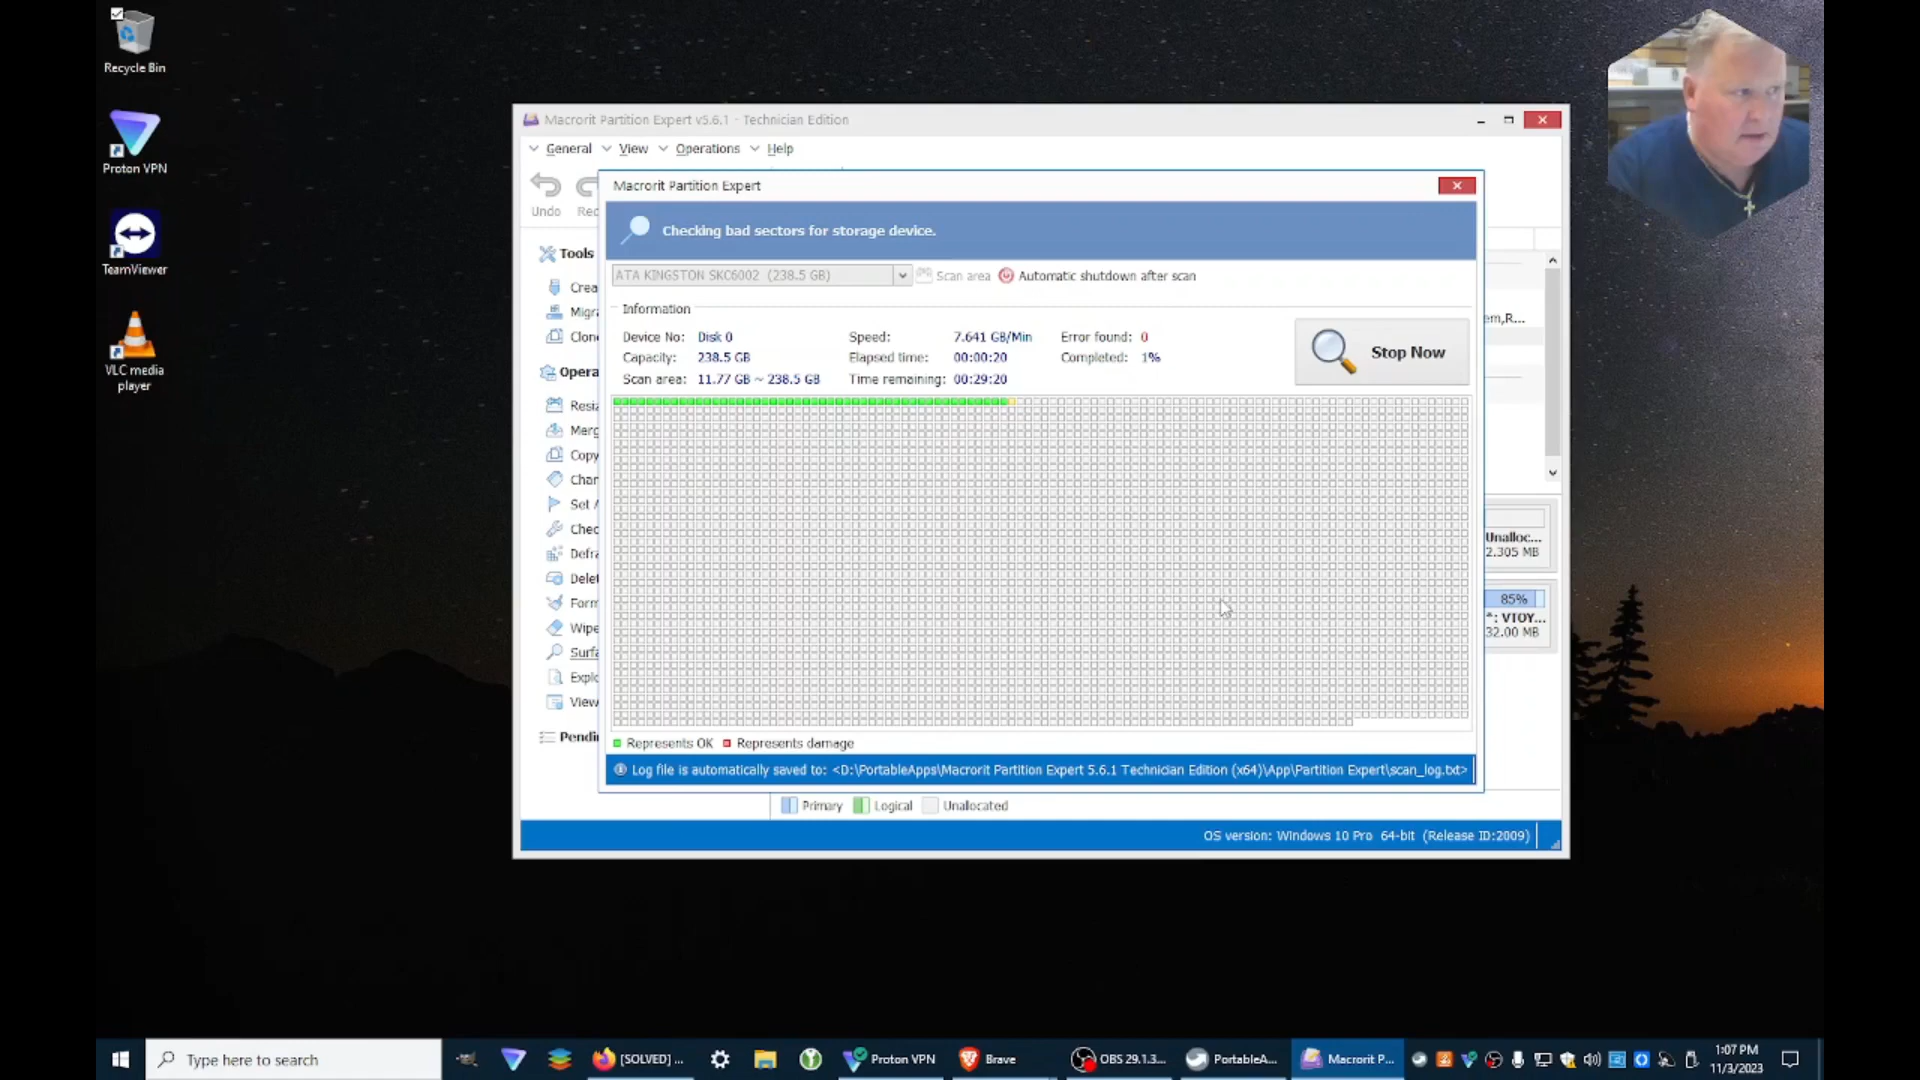 Recycle Bin
Proton VPN
TeamViewer
VLC media
player
Macrorit Partition Expert v5.6.1 - Technician Edition
General View Operations Help
Undo
Tools
Opera
Pendi
Macrorit Partition Expert
Checking bad sectors for storage device.
ATA KINGSTON SKC6002 (238.5 GB) Scan area Automatic shutdown after scan
Information
Device No: Disk 0 Speed: 7.641 GB/Min Error found: 0
Capacity: 238.5 GB Elapsed time: 00:00:20 Completed: 1%
Scan area: 11.77 GB ~ 238.5 GB Time remaining: 00:29:20
Stop Now
Represents OK Represents damage
Log file is automatically saved to: <D:\PortableApps\Macrorit Partition Expert 5.6.1 Technician Edition (x64)\App\Partition Expert\scan_log.txt>
em,R...
Unalloc...
2.305 MB
85%
*: VTOY...
32.00 MB
Primary Logical Unallocated
OS version: Windows 10 Pro 64-bit (Release ID:2009)
Type here to search
[SOLVED] ...
Proton VPN
Brave
OBS 29.1.3...
PortableA...
Macrorit P...
1:07 PM
11/3/2023